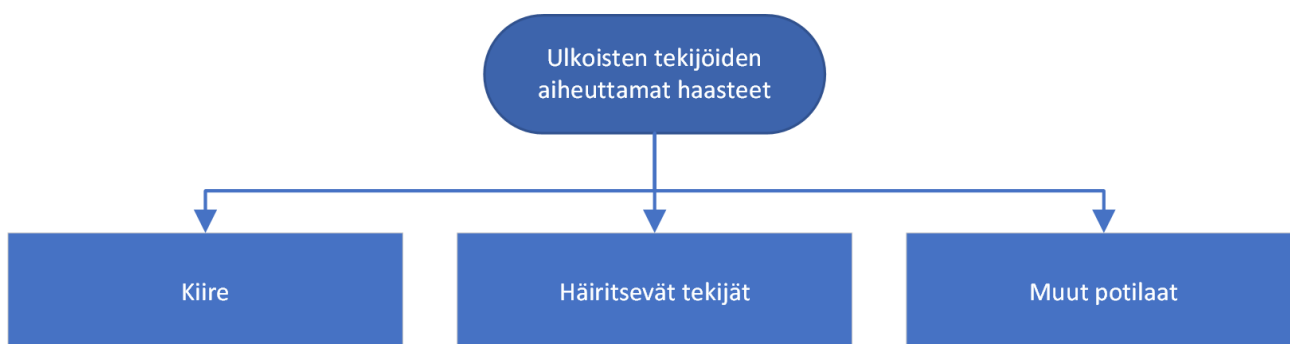 Ulkoisten tekijöiden
aiheuttamat haasteet
Kiire
Häiritsevät tekijät
Muut potilaat